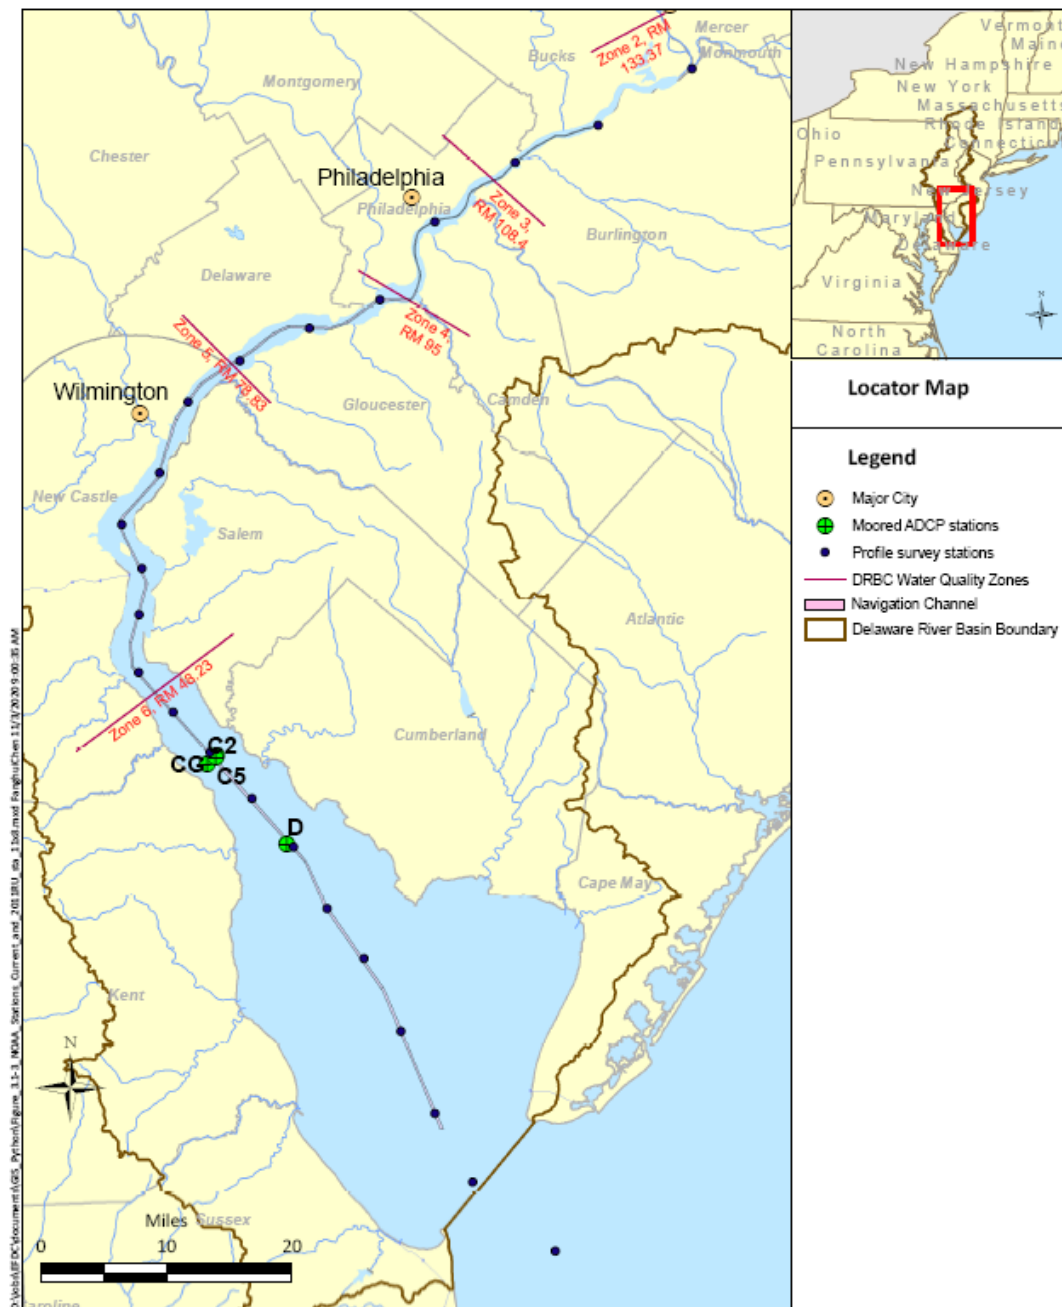 Mercer
Zone 2, RM
133.37
Bucks
Monmouth
Montgomery
Chester
Philadelphia
Philadelphia
Zone 3,
RM 108.4
Burlington
Delaware
Zone 4,
RM 95
Zone 5, RM 78.83
Wilmington
Gloucester
Camden
New Castle
Salem
Atlantic
Zone 6, RM 48.23
Cumberland
C2
CG
C5
D
Cape May
Kent
N
Miles
Sussex
0
10
20
Vermont
Maine
New Hampshire
New York
Massachusetts
Rhode Island
Connecticut
Ohio
Pennsylvania
New Jersey
Maryland
Delaware
Virginia
North
Carolina
N
Locator Map
Legend
Major City
Moored ADCP stations
Profile survey stations
DRBC Water Quality Zones
Navigation Channel
Delaware River Basin Boundary